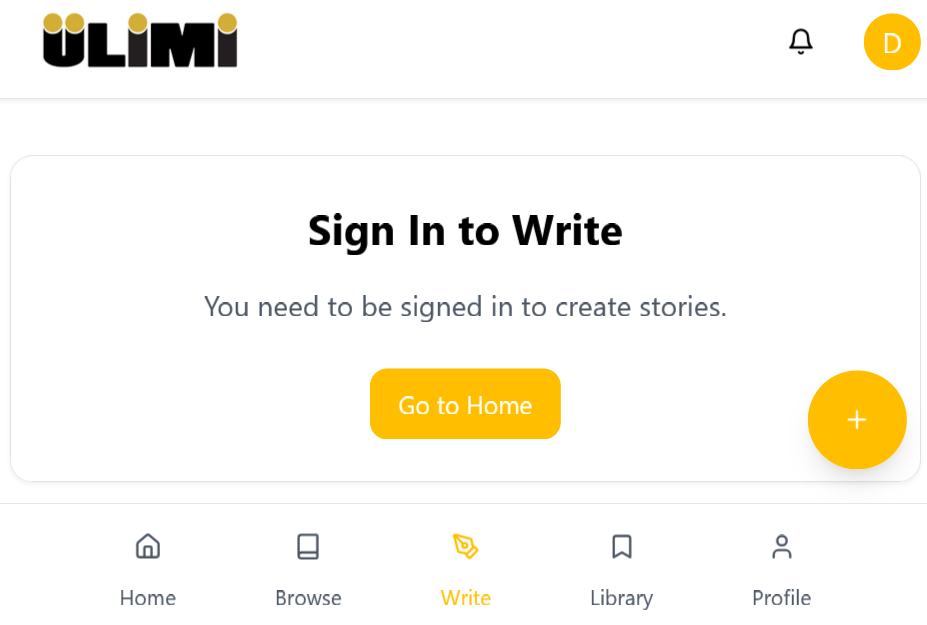 ÜLiMi
D
Sign In to Write
You need to be signed in to create stories.
Go to Home
+
Home
Browse
Write
Library
Profile